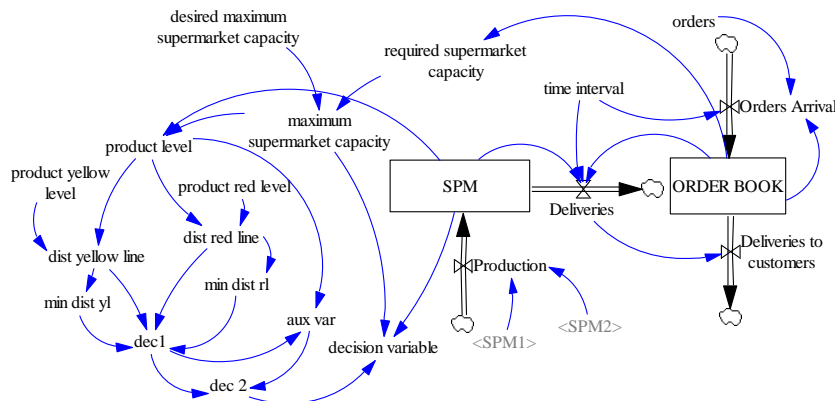 desired maximum
supermarket capacity
orders
required supermarket
capacity
time interval
Orders Arrival
maximum
supermarket capacity
product level
product yellow
level
product red level
SPM
ORDER BOOK
Deliveries
dist red line
dist yellow line
Deliveries to
customers
Production
min dist rl
min dist yl
aux var
<SPM1>
<SPM2>
dec1
decision variable
dec 2